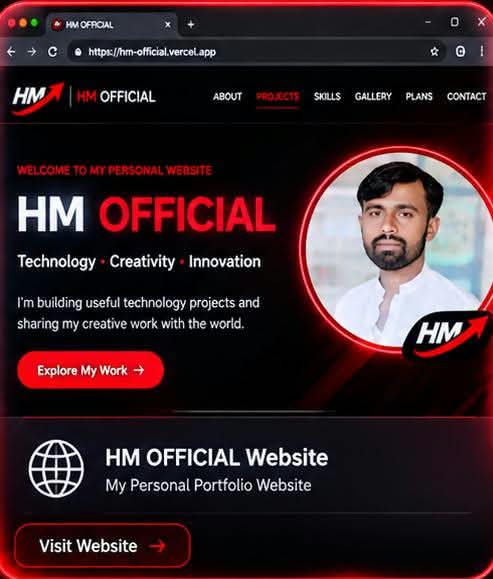 HM OFFICIAL
https://hm-official.vercel.app
HM HM OFFICIAL ABOUT PROJECTS SKILLS GALLERY PLANS CONTACT
WELCOME TO MY PERSONAL WEBSITE
HM OFFICIAL
Technology • Creativity • Innovation
I'm building useful technology projects and
sharing my creative work with the world.
Explore My Work →
HM
HM OFFICIAL Website
My Personal Portfolio Website
Visit Website →